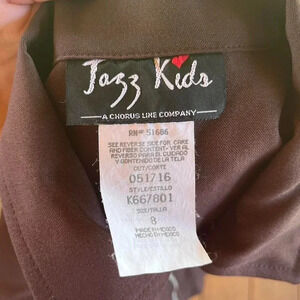 Jazz Kids
A CHORUS LINE COMPANY
RN# 51686
SEE REVERSE SIDE FOR CARE
AND FIBER CONTENT - VER AL
REVERSO PARA EL CUIDADO
Y CONTENIDO DE LA TELA
CUT/CORTE
051716
STYLE/ESTILLO
K667801
SIZE/TALLA
8
MADE IN MEXICO
HECHO EN MEXICO